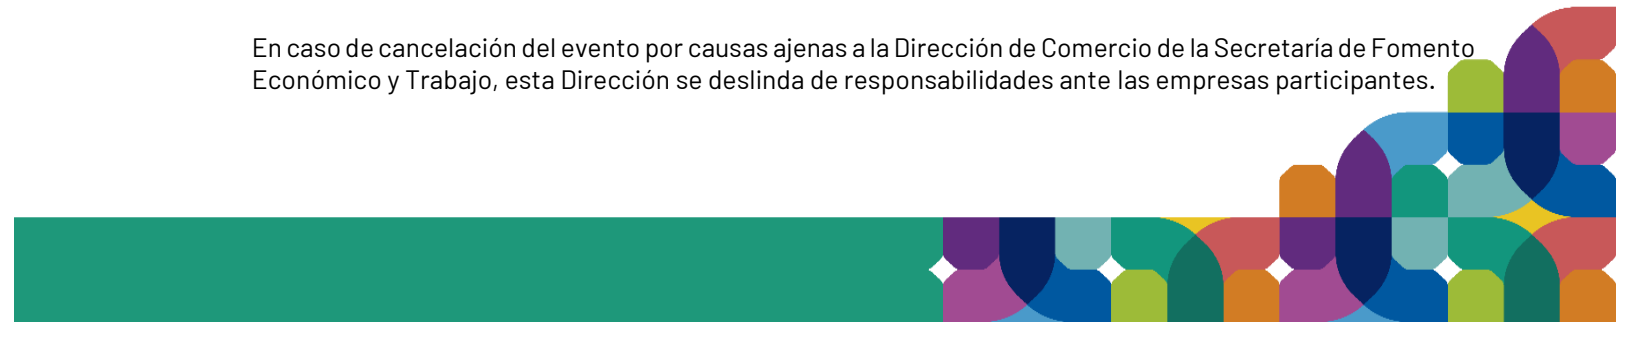 En caso de cancelación del evento por causas ajenas a la Dirección de Comercio de la Secretaría de Fomento
Económico y Trabajo, esta Dirección se deslinda de responsabilidades ante las empresas participantes.